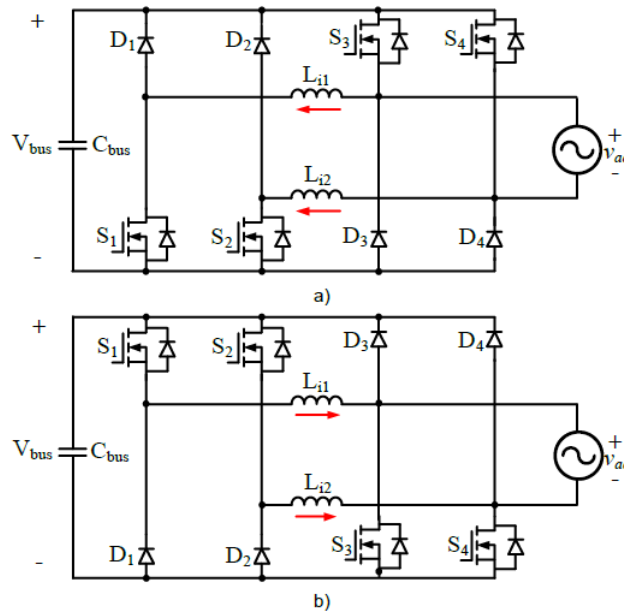 +
D1
D2
S3
S4
Li1
Vbus
Cbus
+
vac
-
Li2
S1
S2
D3
D4
-
a)
+
S1
S2
D3
D4
Li1
Vbus
Cbus
+
-
Li2
D1
D2
S3
S4
-
b)